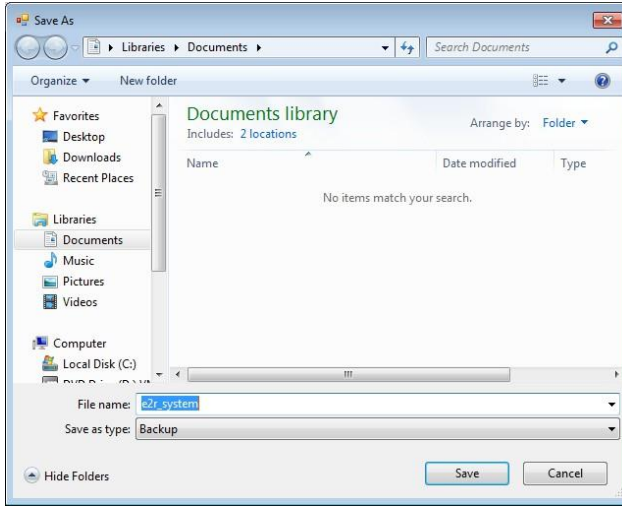 Save As
Libraries Documents
Search Documents
Organize New folder
Favorites
Desktop
Downloads
Recent Places
Libraries
Documents
Music
Pictures
Videos
Computer
Local Disk (C:)
Documents library
Includes: 2 locations
Arrange by: Folder
Name Date modified Type
No items match your search.
File name: e2r_system
Save as type: Backup
Hide Folders
Save Cancel